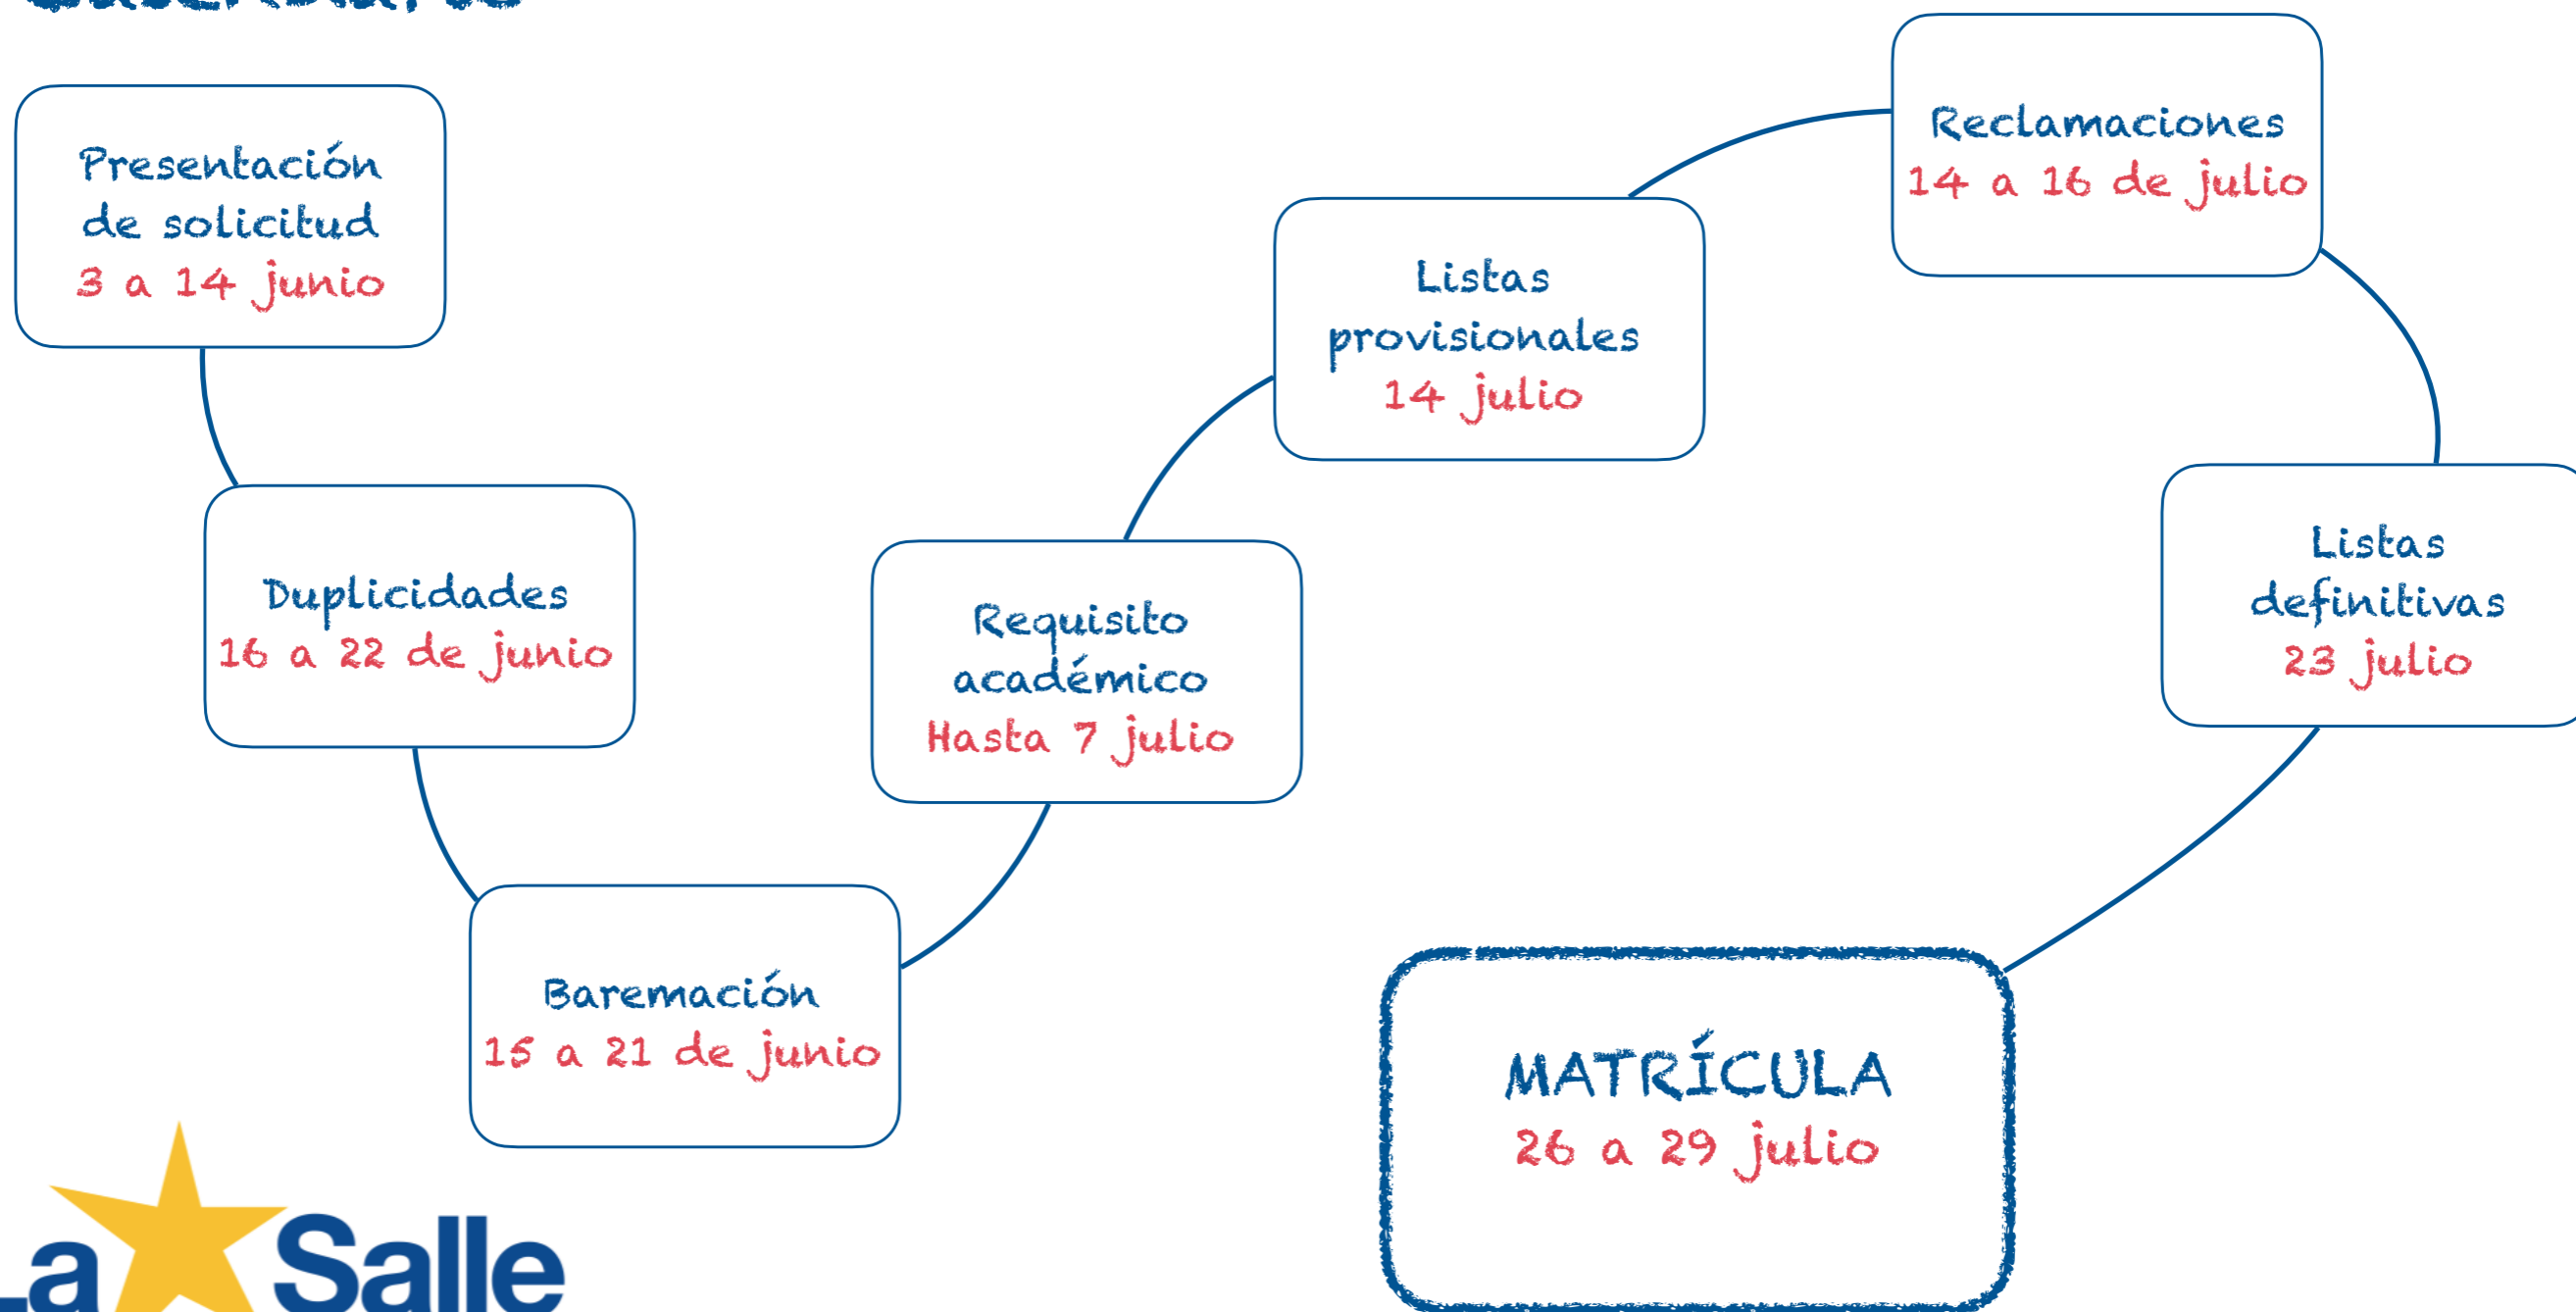 Presentación
de solicitud
3 a 14 junio
Duplicidades
16 a 22 de junio
Baremación
15 a 21 de junio
Requisito
académico
Hasta 7 julio
Listas
provisionales
14 julio
Reclamaciones
14 a 16 de julio
Listas
definitivas
23 julio
MATRÍCULA
26 a 29 julio
La Salle